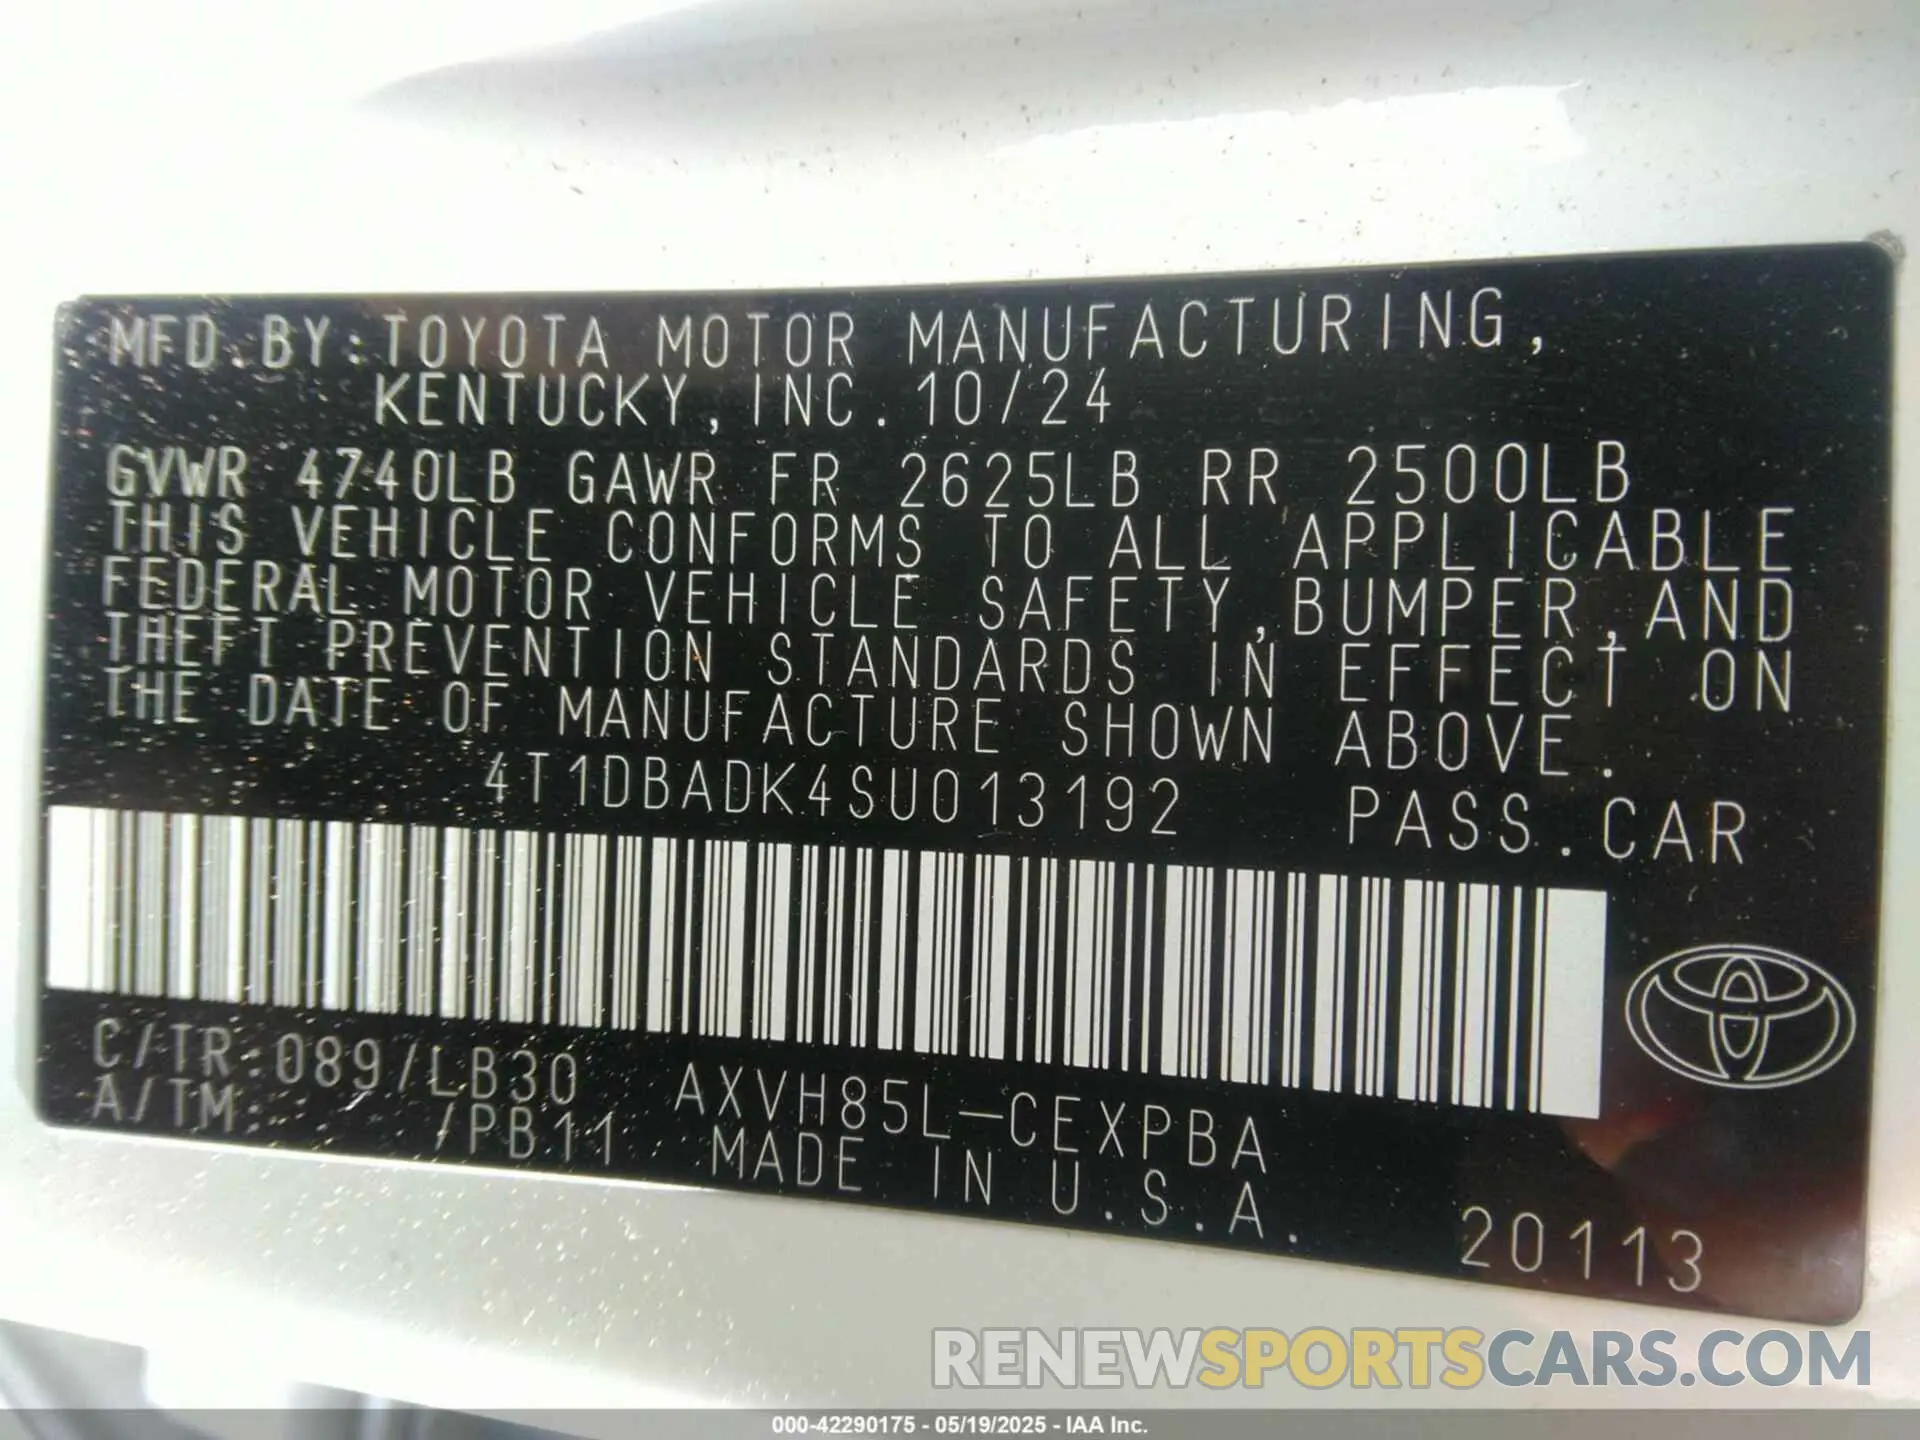 MFD.BY:TOYOTA MOTOR MANUFACTURING,
KENTUCKY,INC.10/24
GVWR 4740LB GAWR FR 2625LB RR 2500LB
THIS VEHICLE CONFORMS TO ALL APPLICABLE
FEDERAL MOTOR VEHICLE SAFETY,BUMPER,AND
THEFT PREVENTION STANDARDS IN EFFECT ON
THE DATE OF MANUFACTURE SHOWN ABOVE.
4T1DBADK4SU013192 PASS.CAR
C/TR:089/LB30 AXVH85L-CEXPBA
A/TM: /PB11 MADE IN U.S.A.
20113
RENEWSPORTSCARS.COM
000-42290175 - 05/19/2025 - IAA Inc.